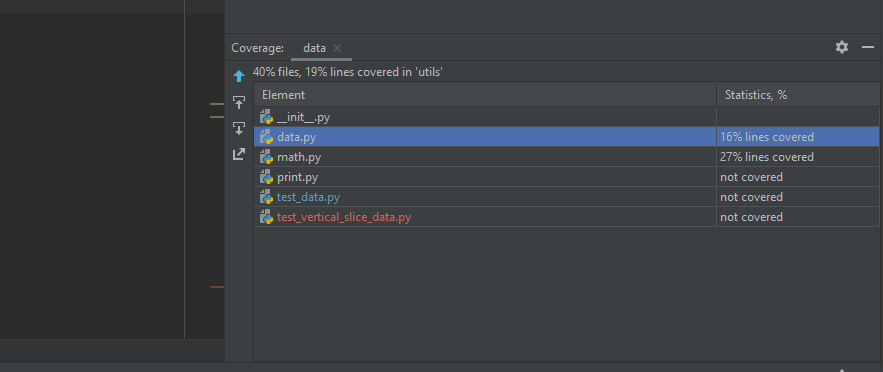 Coverage: data
40% files, 19% lines covered in 'utils'
Element Statistics, %
__init__.py
data.py 16% lines covered
math.py 27% lines covered
print.py not covered
test_data.py not covered
test_vertical_slice_data.py not covered